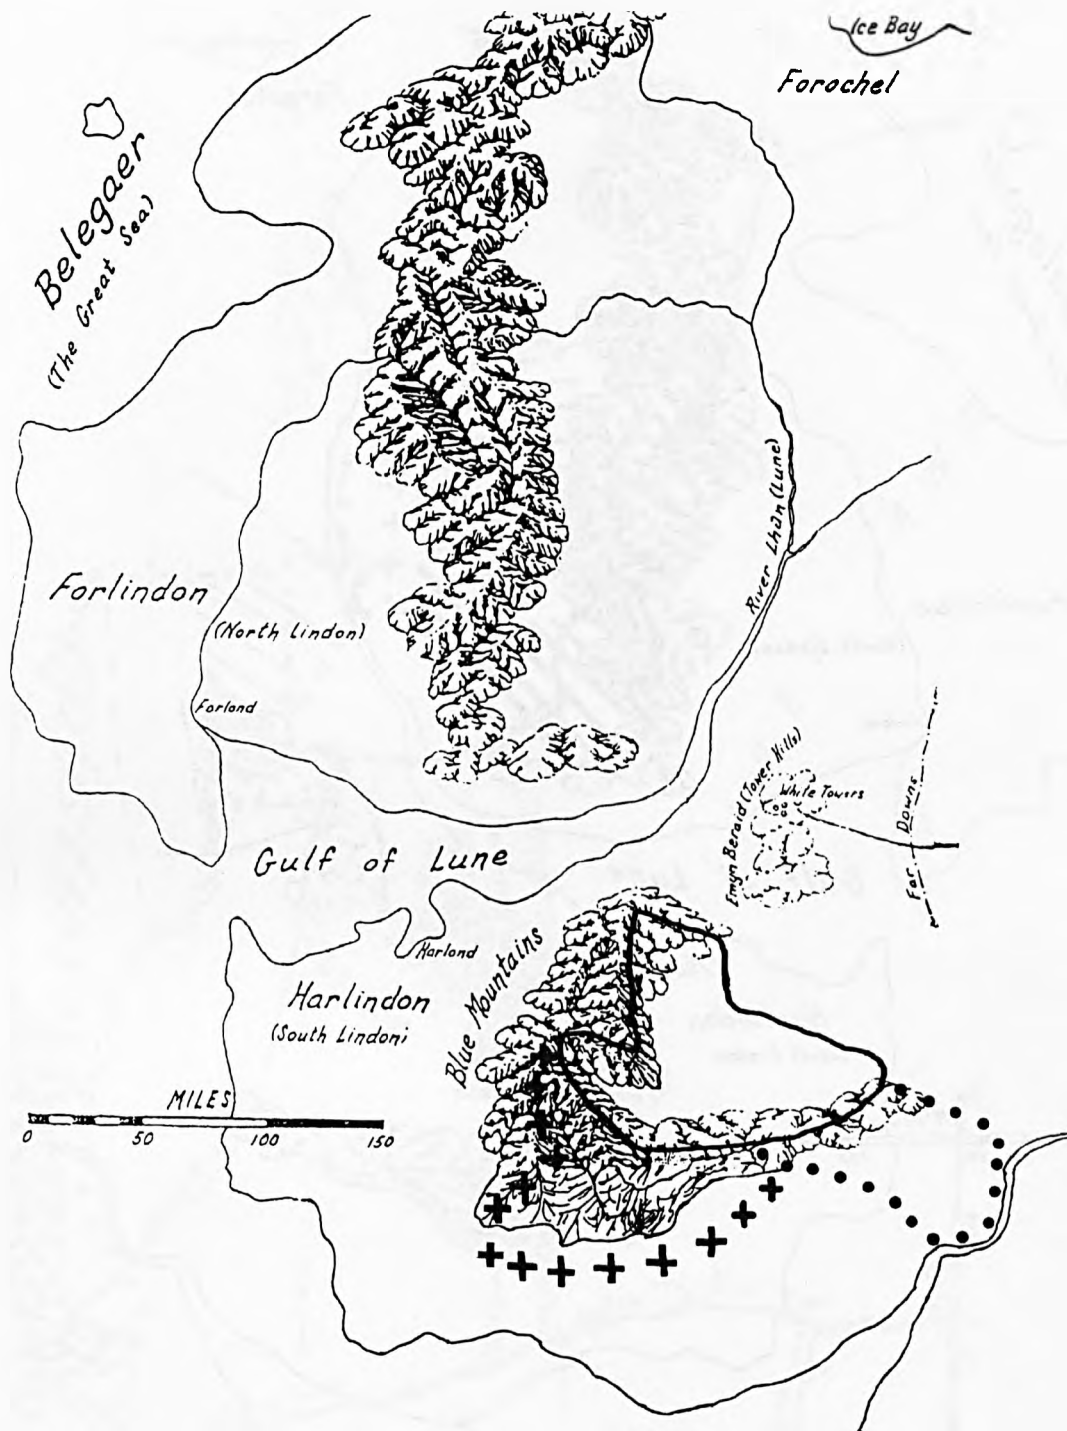 Ice Bay
Forochel
Belegaer
(The Great Sea)
River Lhûn (Lune)
Forlindon
(North Lindon)
Forlond
Emyn Beraid (Tower Hills)
White Towers
Far Downs
Gulf of Lune
Harlond
Blue Mountains
Harlindon
(South Lindon)
MILES
0 50 100 150